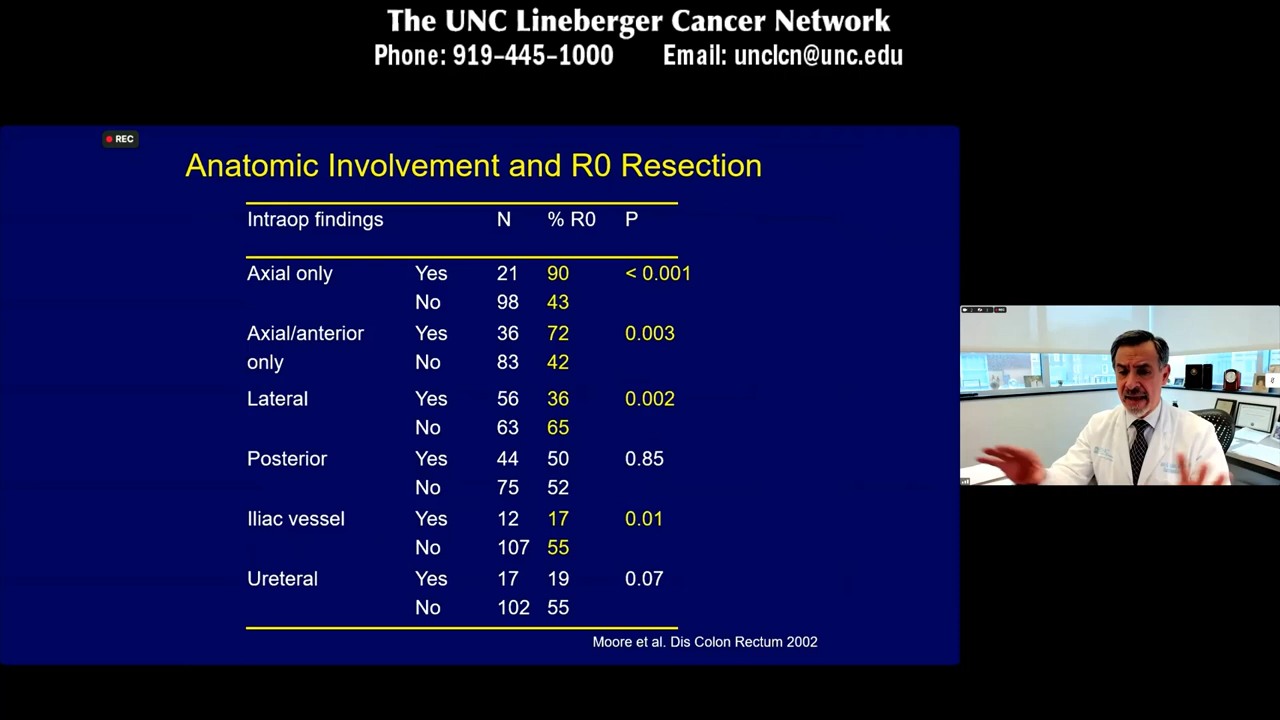 The UNC Lineberger Cancer Network
Phone: 919-445-1000 Email: unclcn@unc.edu
REC
Anatomic Involvement and R0 Resection
Intraop findings N % R0 P
Axial only Yes 21 90 < 0.001
No 98 43
Axial/anterior Yes 36 72 0.003
only No 83 42
Lateral Yes 56 36 0.002
No 63 65
Posterior Yes 44 50 0.85
No 75 52
Iliac vessel Yes 12 17 0.01
No 107 55
Ureteral Yes 17 19 0.07
No 102 55
Moore et al. Dis Colon Rectum 2002